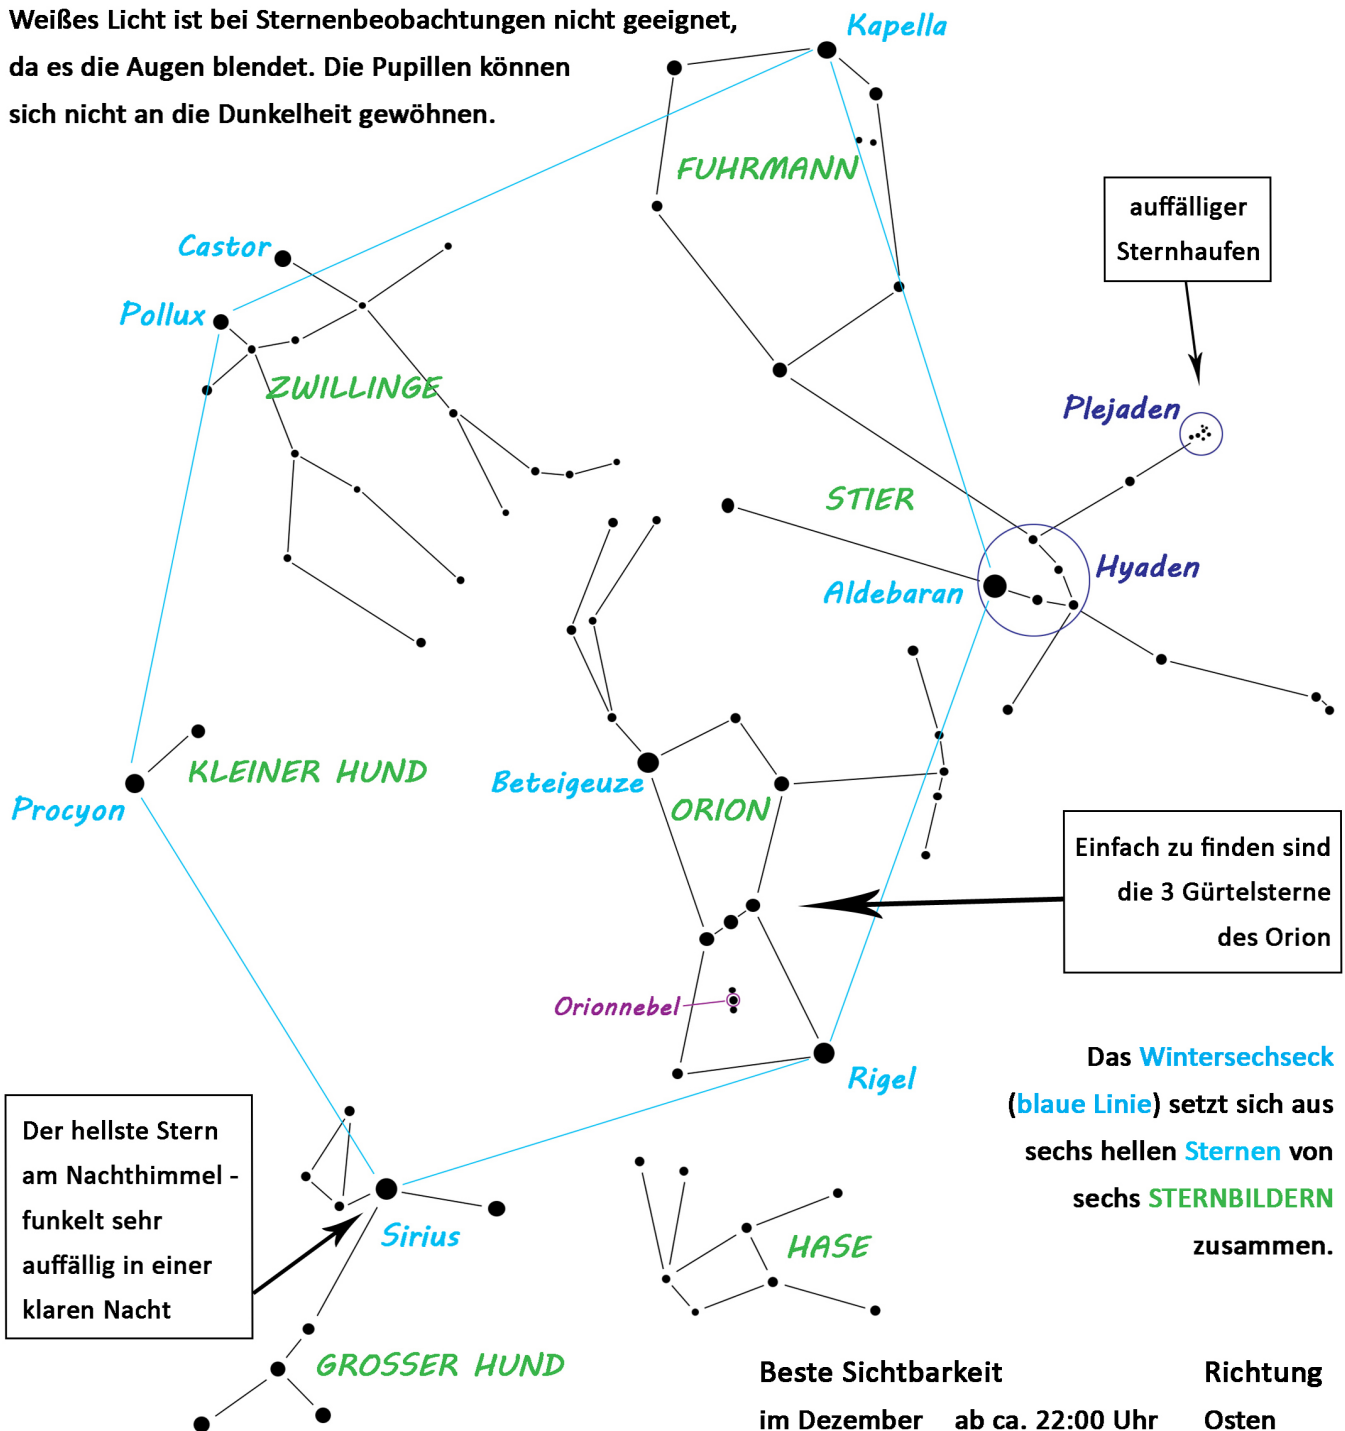 Weißes Licht ist bei Sternenbeobachtungen nicht geeignet,
da es die Augen blendet. Die Pupillen können
sich nicht an die Dunkelheit gewöhnen.
Kapella
FUHRMANN
auffälliger
Sternhaufen
Castor
Pollux
ZWILLINGE
Plejaden
STIER
Hyaden
Aldebaran
KLEINER HUND
Procyon
Beteigeuze
ORION
Einfach zu finden sind
die 3 Gürtelsterne
des Orion
Orionnebel
Rigel
Das Wintersechseck
(blaue Linie) setzt sich aus
sechs hellen Sternen von
sechs STERNBILDERN
zusammen.
Der hellste Stern
am Nachthimmel -
funkelt sehr
auffällig in einer
klaren Nacht
Sirius
HASE
GROSSER HUND
Beste Sichtbarkeit Richtung
im Dezember ab ca. 22:00 Uhr Osten